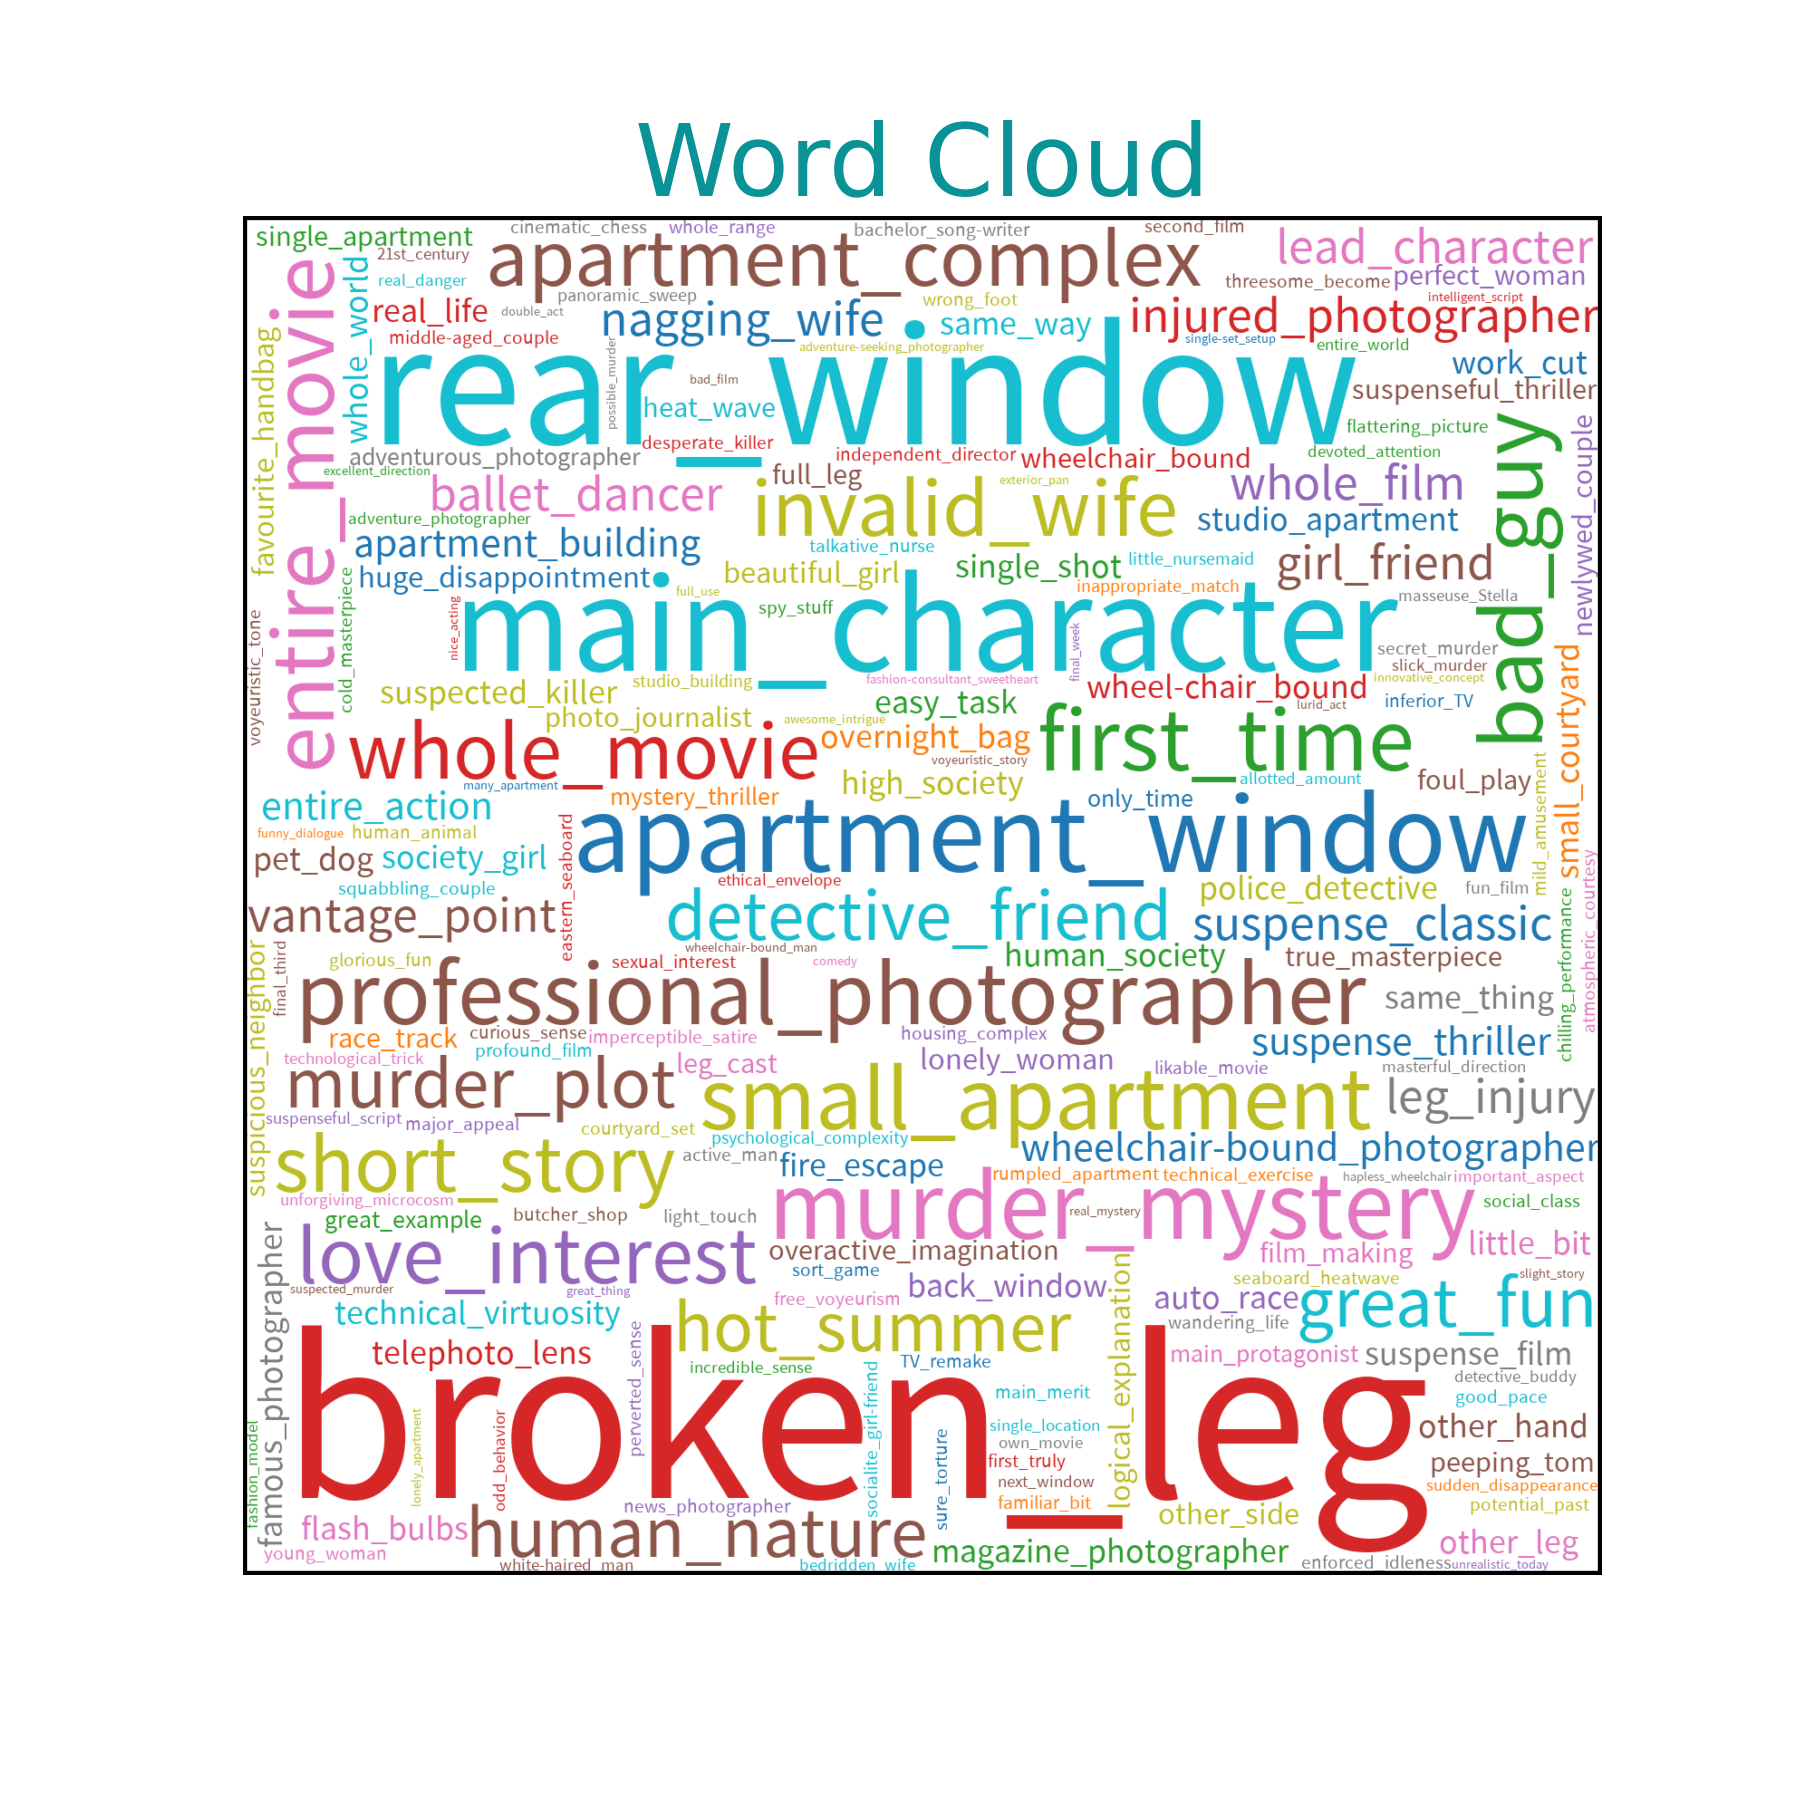 Word Cloud
cinematic_chess
whole_range
bachelor_song-writer
second_film
single_apartment
apartment_complex
lead_character
21st_century
real_danger
threesome_become
perfect_woman
entire_movie
whole_world
panoramic_sweep
wrong_foot
intelligent_script
real_life
double_act
nagging_wife
same_way
injured_photographer
middle-aged_couple
possible_murder
adventure-seeking_photographer
single-set_setup
entire_world
favourite_handbag
rear_window
work_cut
bad_film
suspenseful_thriller
heat_wave
flattering_picture
desperate_killer
adventurous_photographer
independent_director
wheelchair_bound
devoted_attention
bad_guy
newlywed_couple
excellent_direction
full_leg
exterior_pan
whole_film
ballet_dancer
invalid_wife
adventure_photographer
studio_apartment
apartment_building
talkative_nurse
single_shot
little_nursemaid
girl_friend
huge_disappointment
beautiful_girl
full_use
inappropriate_match
masseuse_Stella
cold_masterpiece
nice_acting
spy_stuff
main_character
voyeuristic_tone
final_week
secret_murder
slick_murder
small_courtyard
suspected_killer
studio_building
fashion-consultant_sweetheart
wheel-chair_bound
innovative_concept
easy_task
lurid_act
inferior_TV
photo_journalist
awesome_intrigue
whole_movie
overnight_bag
first_time
voyeuristic_story
many_apartment
high_society
allotted_amount
foul_play
mild_amusement
entire_action
mystery_thriller
only_time
funny_dialogue
human_animal
eastern_seaboard
apartment_window
pet_dog
society_girl
squabbling_couple
ethical_envelope
police_detective
fun_film
atmospheric_courtesy
vantage_point
detective_friend
suspense_classic
chilling_performance
suspicious_neighbor
final_third
glorious_fun
wheelchair-bound_man
sexual_interest
comedy
human_society
true_masterpiece
professional_photographer
same_thing
race_track
curious_sense
imperceptible_satire
housing_complex
suspense_thriller
technological_trick
profound_film
leg_cast
lonely_woman
likable_movie
masterful_direction
murder_plot
small_apartment
leg_injury
suspenseful_script
major_appeal
courtyard_set
psychological_complexity
wheelchair-bound_photographer
short_story
active_man
fire_escape
rumpled_apartment
technical_exercise
hapless_wheelchair
important_aspect
unforgiving_microcosm
murder_mystery
real_mystery
social_class
great_example
butcher_shop
light_touch
famous_photographer
love_interest
overactive_imagination
film_making
little_bit
sort_game
seaboard_heatwave
slight_story
suspected_murder
great_thing
free_voyeurism
back_window
logical_explanation
auto_race
great_fun
technical_virtuosity
hot_summer
wandering_life
telephoto_lens
perverted_sense
incredible_sense
TV_remake
main_protagonist
suspense_film
socialite_girl-friend
detective_buddy
main_merit
good_pace
broken_leg
fashion_model
lonely_apartment
odd_behavior
sure_torture
single_location
own_movie
other_hand
first_truly
peeping_tom
next_window
sudden_disappearance
news_photographer
familiar_bit
other_side
potential_past
flash_bulbs
human_nature
magazine_photographer
other_leg
young_woman
white-haired_man
bedridden_wife
enforced_idleness
unrealistic_today